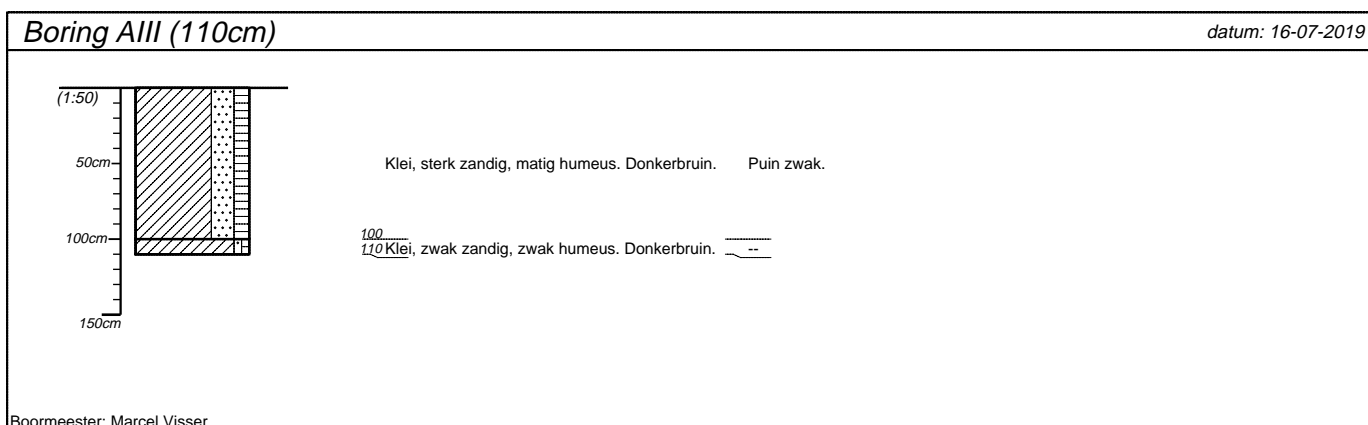 Boring AIII (110cm) datum: 16-07-2019
(1:50)
50cm Klei, sterk zandig, matig humeus. Donkerbruin. Puin zwak.
100cm 100
110 Klei, zwak zandig, zwak humeus. Donkerbruin. --
150cm
Boormeester: Marcel Visser